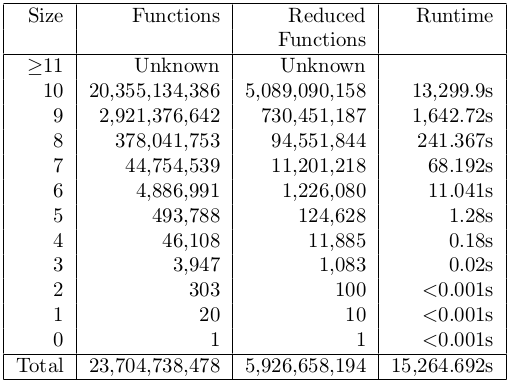 Size Functions Reduced Runtime
Functions
≥11 Unknown Unknown
10 20,355,134,386 5,089,090,158 13,299.9s
9 2,921,376,642 730,451,187 1,642.72s
8 378,041,753 94,551,844 241.367s
7 44,754,539 11,201,218 68.192s
6 4,886,991 1,226,080 11.041s
5 493,788 124,628 1.28s
4 46,108 11,885 0.18s
3 3,947 1,083 0.02s
2 303 100 <0.001s
1 20 10 <0.001s
0 1 1 <0.001s
Total 23,704,738,478 5,926,658,194 15,264.692s